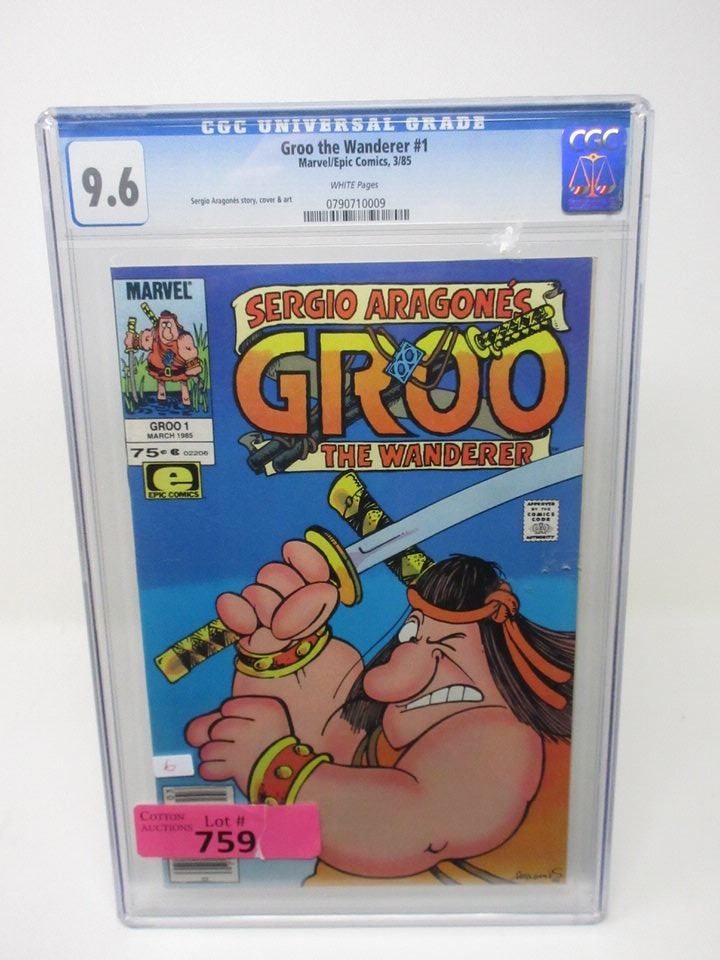 CGC UNIVERSAL GRADE
9.6
Groo the Wanderer #1
Marvel/Epic Comics, 3/85
WHITE Pages
Sergio Aragonés story, cover & art
0790710009
CGC
MARVEL
GROO 1
MARCH 1985
75¢ 02206
e
EPIC COMICS
SERGIO ARAGONÉS
GROO
THE WANDERER
APPROVED
BY THE
COMICS
CODE
AUTHORITY
6
COTTON
AUCTIONS
Lot #
759